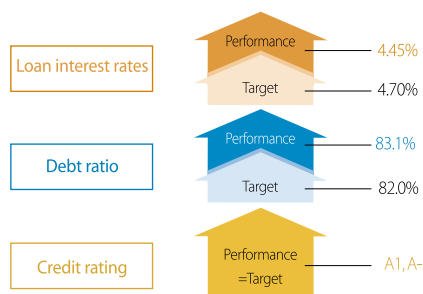 Loan interest rates
Performance
4.45%
Target
4.70%
Debt ratio
Performance
83.1%
Target
82.0%
Credit rating
Performance
=Target
A1, A-